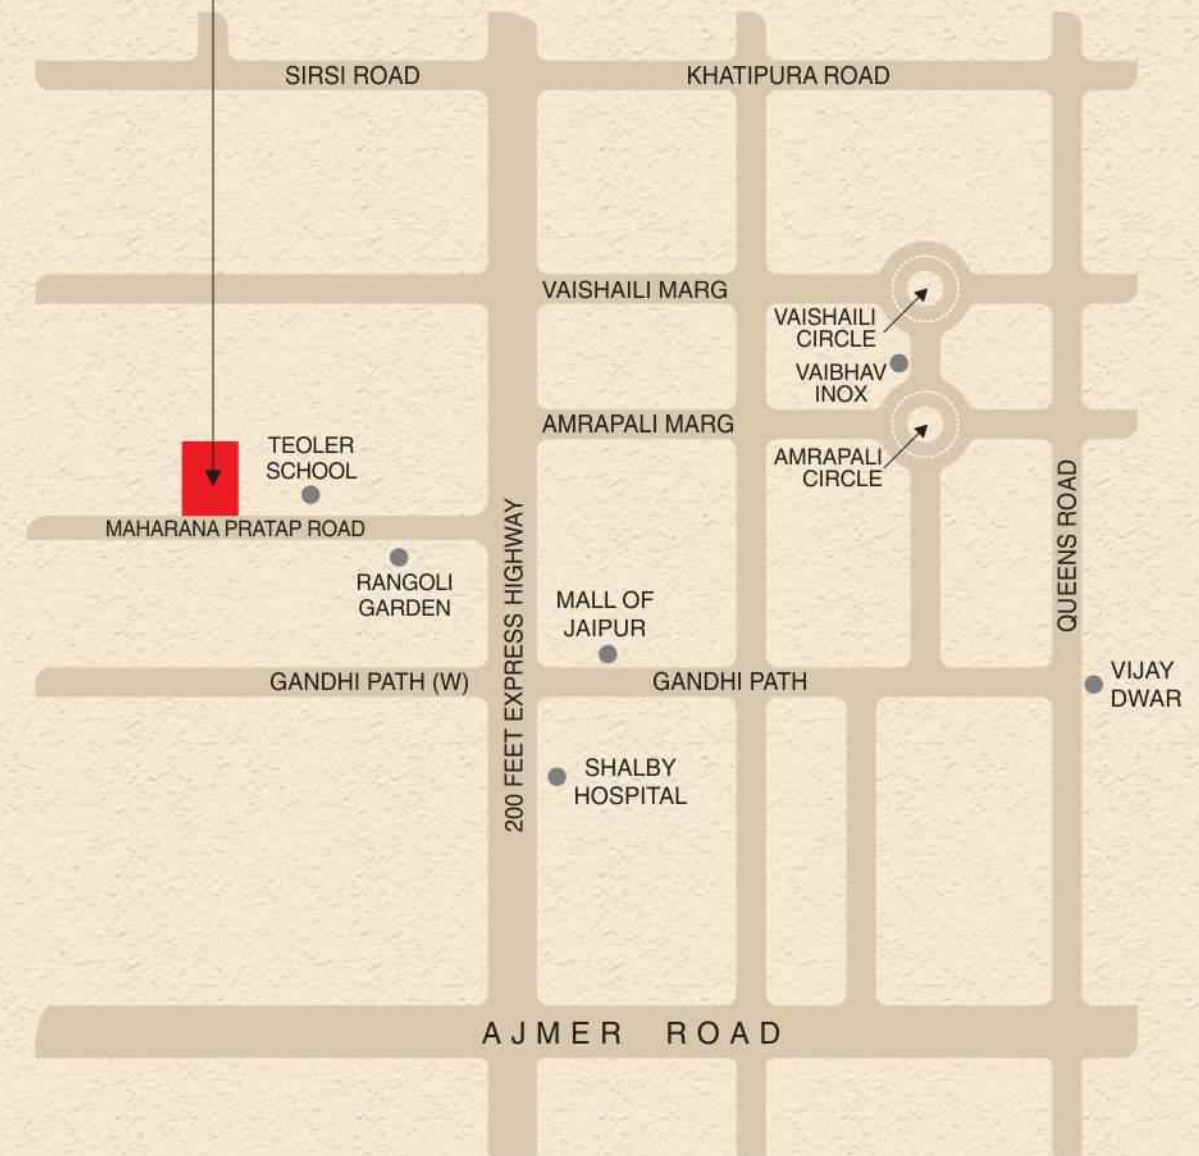 SIRSI ROAD
KHATIPURA ROAD
VAISHAILI MARG
VAISHAILI
CIRCLE
VAIBHAV
INOX
AMRAPALI MARG
AMRAPALI
CIRCLE
TEOLER
SCHOOL
MAHARANA PRATAP ROAD
RANGOLI
GARDEN
200 FEET EXPRESS HIGHWAY
MALL OF
JAIPUR
QUEENS ROAD
GANDHI PATH (W)
GANDHI PATH
VIJAY
DWAR
SHALBY
HOSPITAL
AJMER ROAD